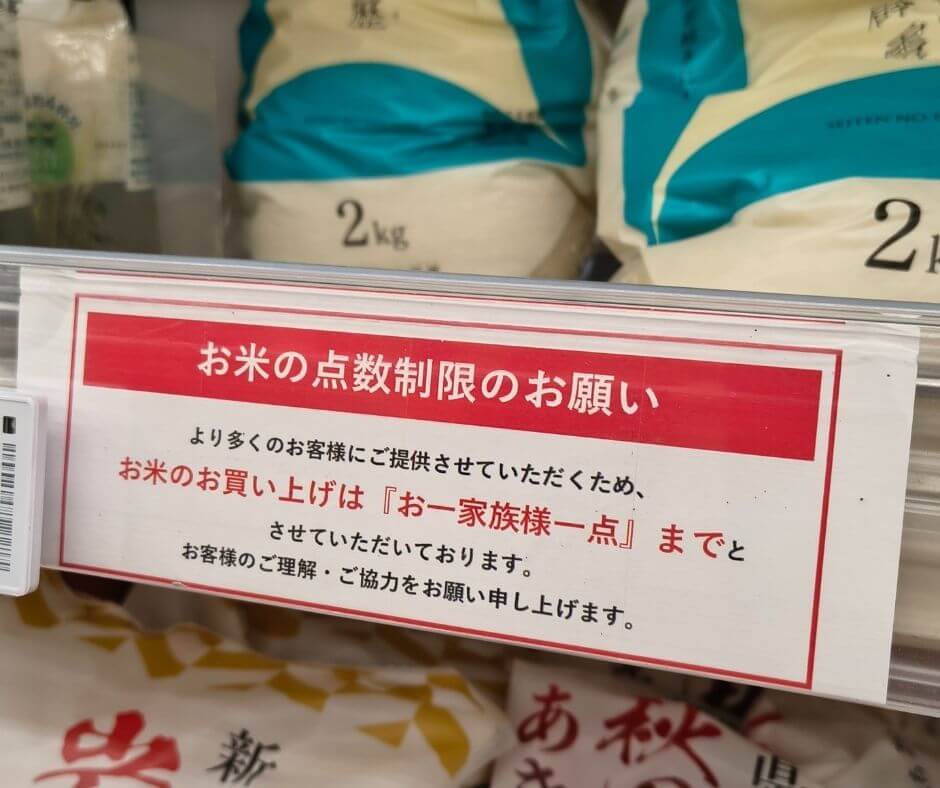 2kg
2k
お米の点数制限のお願い
より多くのお客様にご提供させていただくため、
お米のお買い上げは『お一家族様一点』までと
させていただいております。
お客様のご理解・ご協力をお願い申し上げます。
新
秋
あ
県